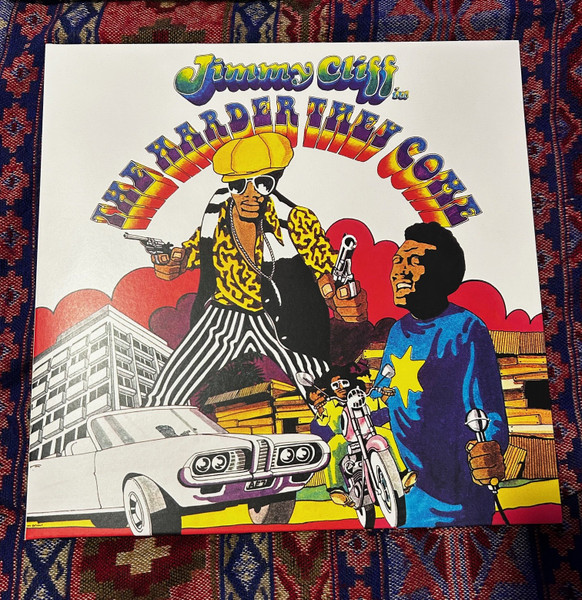 Jimmy Cliff
in
THE HARDER THEY COME